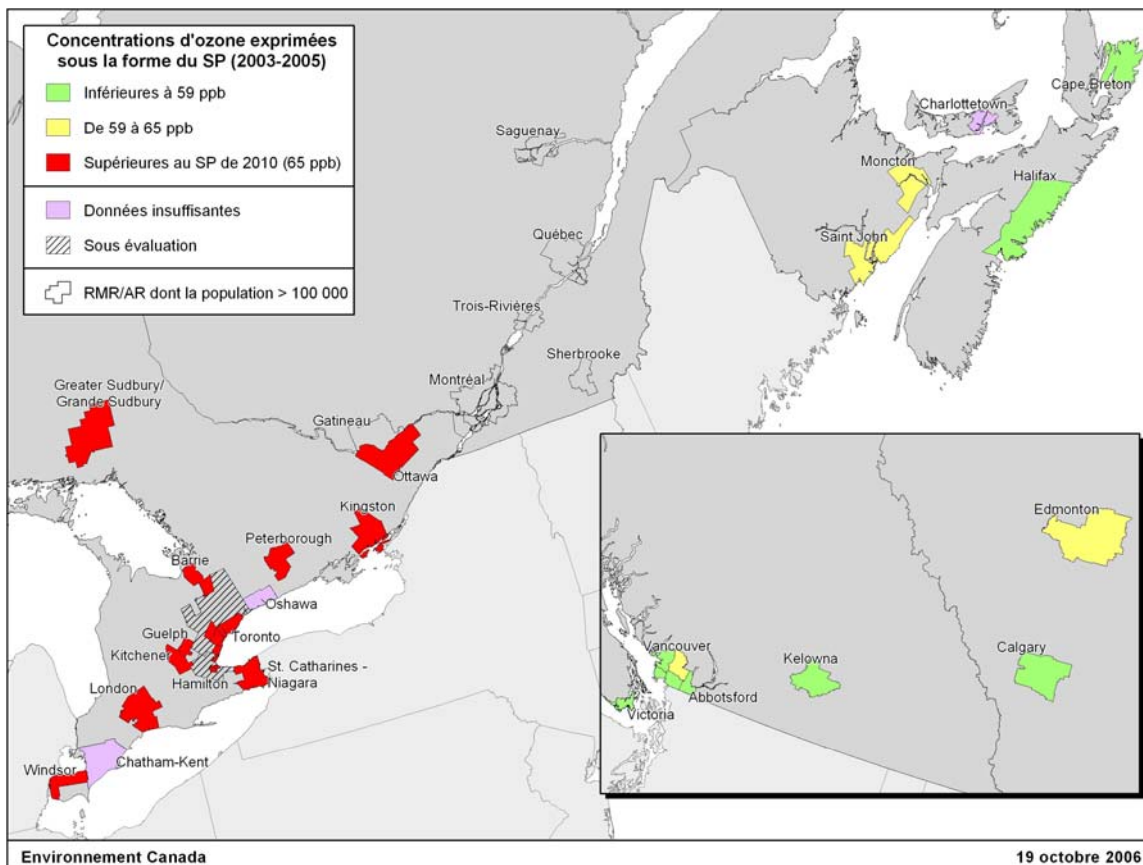 Concentrations d'ozone exprimées
sous la forme du SP (2003-2005)
Inférieures à 59 ppb
De 59 à 65 ppb
Supérieures au SP de 2010 (65 ppb)
Données insuffisantes
Sous évaluation
RMR/AR dont la population > 100 000
Cape Breton
Charlottetown
Saguenay
Moncton
Halifax
Québec
Saint John
Trois-Rivières
Sherbrooke
Montréal
Greater Sudbury/
Grande Sudbury
Gatineau
Ottawa
Kingston
Peterborough
Barrie
Oshawa
Guelph
Toronto
Kitchener
St. Catharines -
Niagara
Hamilton
London
Chatham-Kent
Windsor
Edmonton
Vancouver
Kelowna
Calgary
Abbotsford
Victoria
Environnement Canada
19 octobre 2006